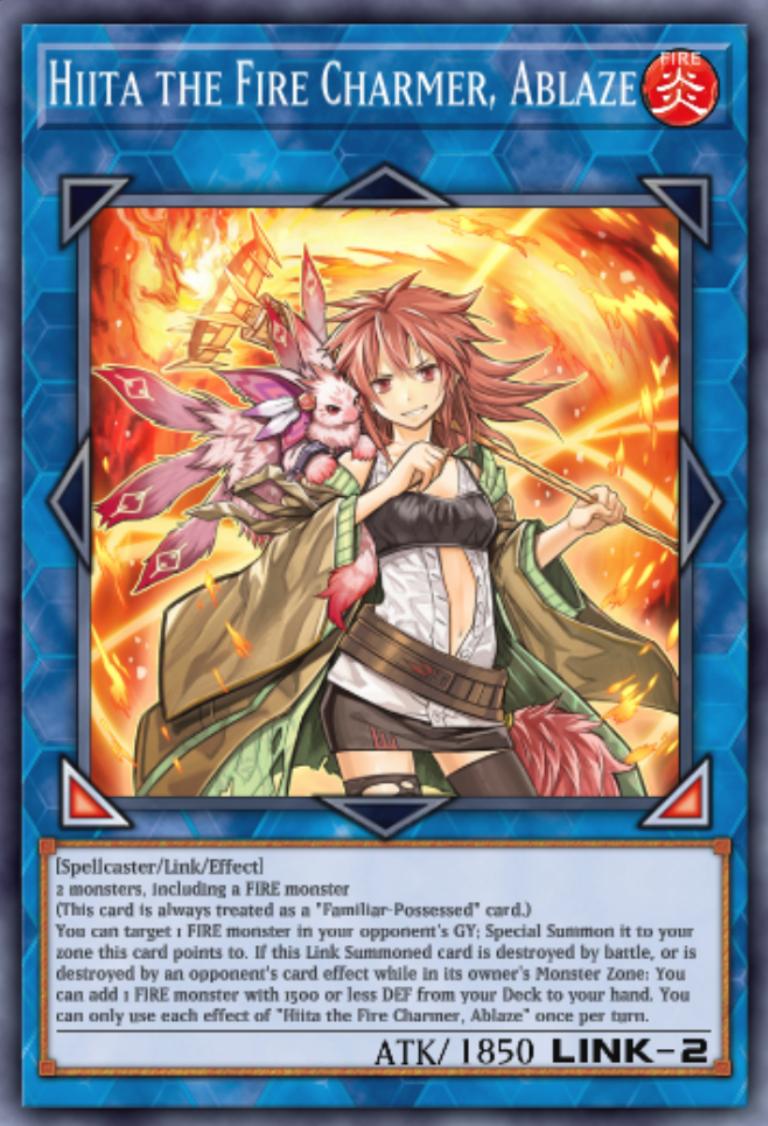 HIITA THE FIRE CHARMER, ABLAZE
FIRE
炎
[Spellcaster/Link/Effect]
2 monsters, including a FIRE monster
(This card is always treated as a "Familiar-Possessed" card.)
You can target 1 FIRE monster in your opponent's GY; Special Summon it to your
zone this card points to. If this Link Summoned card is destroyed by battle, or is
destroyed by an opponent's card effect while in its owner's Monster Zone: You
can add 1 FIRE monster with 1500 or less DEF from your Deck to your hand. You
can only use each effect of "Hiita the Fire Charmer, Ablaze" once per turn.
ATK/ 1850 LINK-2